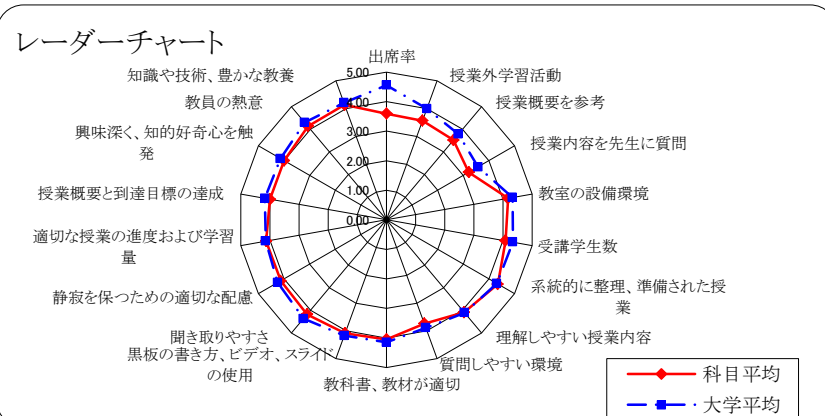 レーダーチャート
出席率
授業外学習活動
授業概要を参考
授業内容を先生に質問
教室の設備環境
受講学生数
系統的に整理、準備された授
業
理解しやすい授業内容
質問しやすい環境
教科書、教材が適切
黒板の書き方、ビデオ、スライド
の使用
聞き取りやすさ
静寂を保つための適切な配慮
適切な授業の進度および学習
量
授業概要と到達目標の達成
興味深く、知的好奇心を触
発
教員の熱意
知識や技術、豊かな教養
5.00
4.00
3.00
2.00
1.00
0.00
科目平均
大学平均